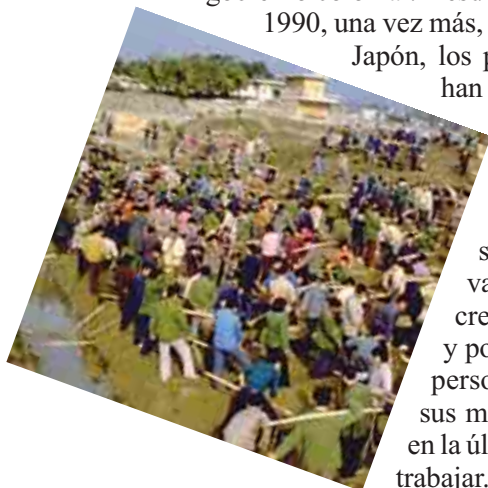 1990, una vez más,
Japón, los p
han
s
va
cre
y po
perso
sus m
en la úl
trabajar.